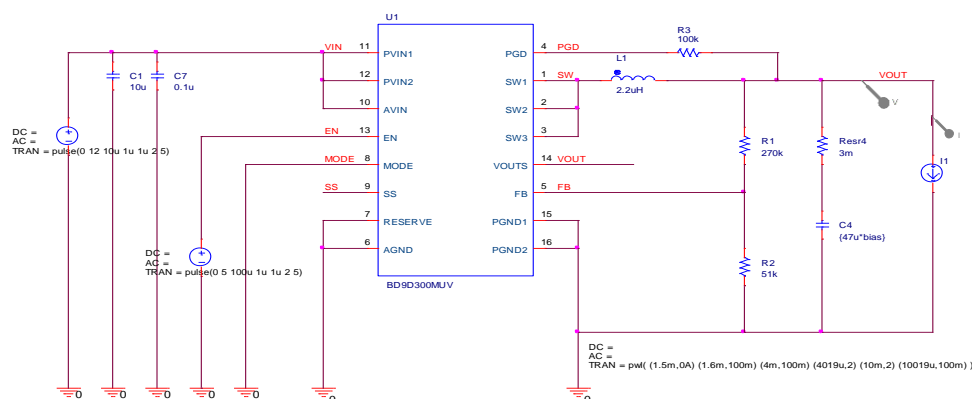 U1
VIN 11 PVIN1
12 PVIN2
10 AVIN
EN 13 EN
MODE 8 MODE
SS 9 SS
7 RESERVE
6 AGND
PGD 4 PGD
SW1 1 SW
SW2 2
SW3 3
VOUTS 14 VOUT
FB 5 FB
PGND1 15
PGND2 16
BD9D300MUV
C1
10u
C7
0.1u
DC =
AC =
TRAN = pulse(0 12 10u 1u 1u 2 5)
DC =
AC =
TRAN = pulse(0 5 100u 1u 1u 2 5)
R3
100k
L1
2.2uH
VOUT
V
I
R1
270k
Resr4
3m
I1
C4
{47u*bias}
R2
51k
DC =
AC =
TRAN = pwl( (1.5m,0A) (1.6m,100m) (4m,100m) (4019u,2) (10m,2) (10019u,100m) )
0
0
0
0
0
0
0